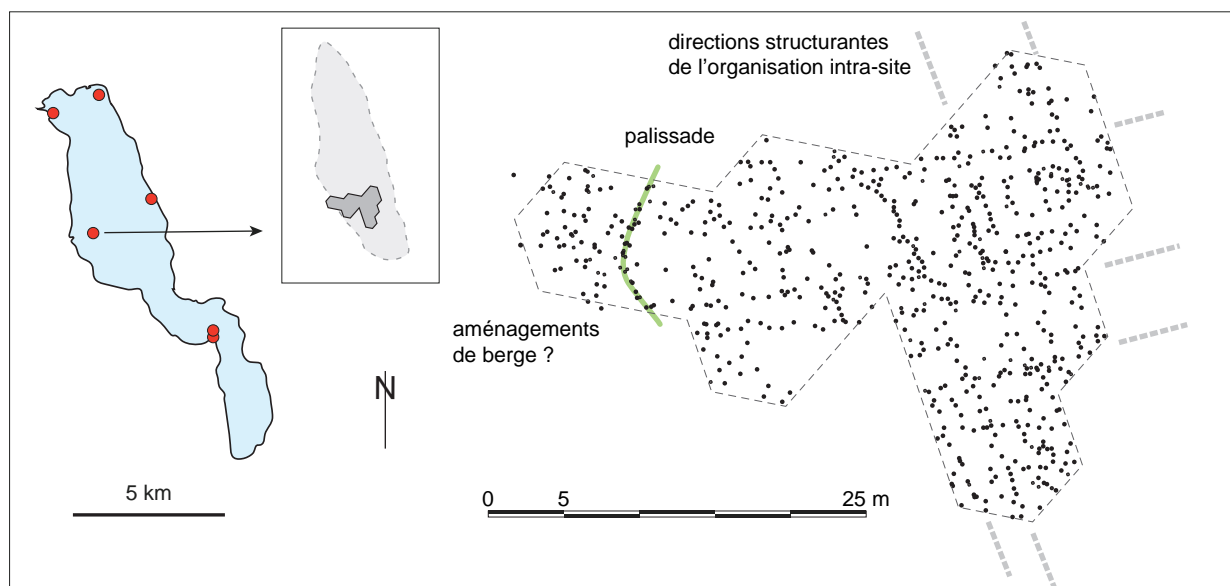 directions structurantes
de l'organisation intra-site
palissade
aménagements
de berge ?
N
5 km
0 5 25 m